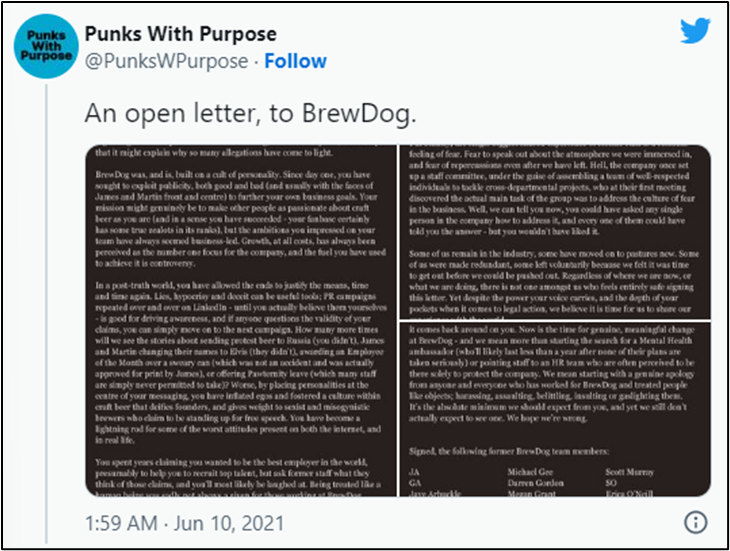 Punks
With
Purpose
Punks With Purpose
@PunksWPurpose · Follow
An open letter, to BrewDog.
that it might explain why so many allegations have come to light.
BrewDog was, and is, built on a cult of personality. Since day one, you have
sought to exploit publicity, both good and bad (and usually with the faces of
James and Martin front and centre) to further your own business goals. Your
mission might genuinely be to make other people as passionate about craft
beer as you are (and in a sense you have succeeded - your fanbase certainly
has some true zealots in its ranks), but the ambitions you impressed on your
team have always seemed business-led. Growth, at all costs, has always been
perceived as the number one focus for the company, and the fuel you have used
to achieve it is controversy.
In a post-truth world, you have allowed the ends to justify the means, time
and time again. Lies, hypocrisy and deceit can be useful tools; PR campaigns
repeated over and over on LinkedIn - until you actually believe them yourselves
- is good for driving awareness, and if anyone questions the validity of your
claims, you can simply move on to the next campaign. How many more times
will we see the stories about sending protest beer to Russia (you didn't), James
and Martin changing their names to Elvis (they didn't), awarding an Employee
of the Month over a sweary can (which was not an accident and was actually
approved for print by James), or offering Pawternity leave (which many staff
are simply never permitted to take)? Worse, by placing personalities at the
centre of your messaging, you have inflated egos and fostered a culture within
craft beer that deifies founders, and gives weight to sexist and misogynistic
brewers who claim to be standing up for free speech. You have become a
lightning rod for some of the worst attitudes present on both the internet, and
in real life.
You spent years claiming you wanted to be the best employer in the world,
presumably to help you to recruit top talent, but ask former staff what they
think of those claims, and you'll most likely be laughed at. Being treated like a
human being was sadly not always a given for those working at BrewDog
feeling of fear. Fear to speak out about the atmosphere we were immersed in,
and fear of repercussions even after we have left. Hell, the company once set
up a staff committee, under the guise of assembling a team of well-respected
individuals to tackle cross-departmental projects, who at their first meeting
discovered the actual main task of the group was to address the culture of fear
in the business. Well, we can tell you now, you could have asked any single
person in the company how to address it, and every one of them could have
told you the answer - but you wouldn't have liked it.
Some of us remain in the industry, some have moved on to pastures new. Some
of us were made redundant, some left voluntarily because we felt it was time
to get out before we could be pushed out. Regardless of where we are now, or
what we are doing, there is not one amongst us who feels entirely safe signing
this letter. Yet despite the power your voice carries, and the depth of your
pockets when it comes to legal action, we believe it is time for us to share our
It comes back around on you. Now is the time for genuine, meaningful change
at BrewDog - and we mean more than starting the search for a Mental Health
ambassador (who'll likely last less than a year after none of their plans are
taken seriously) or pointing staff to an HR team who are often perceived to be
there solely to protect the company. We mean with a genuine apology
from anyone and everyone who has worked for BrewDog and treated people
like objects; harassing, assaulting, belittling, insulting or gaslighting them.
It's the absolute minimum we should expect from you, and yet we still don't
actually expect to see one. We hope we're wrong.
Signed, the following former BrewDog team members:
JA Michael Gee Scott Murray
GA Darren Gordon SO
Jaye Arbuckle Megan Grant Erica O'Neill
1:59 AM · Jun 10, 2021